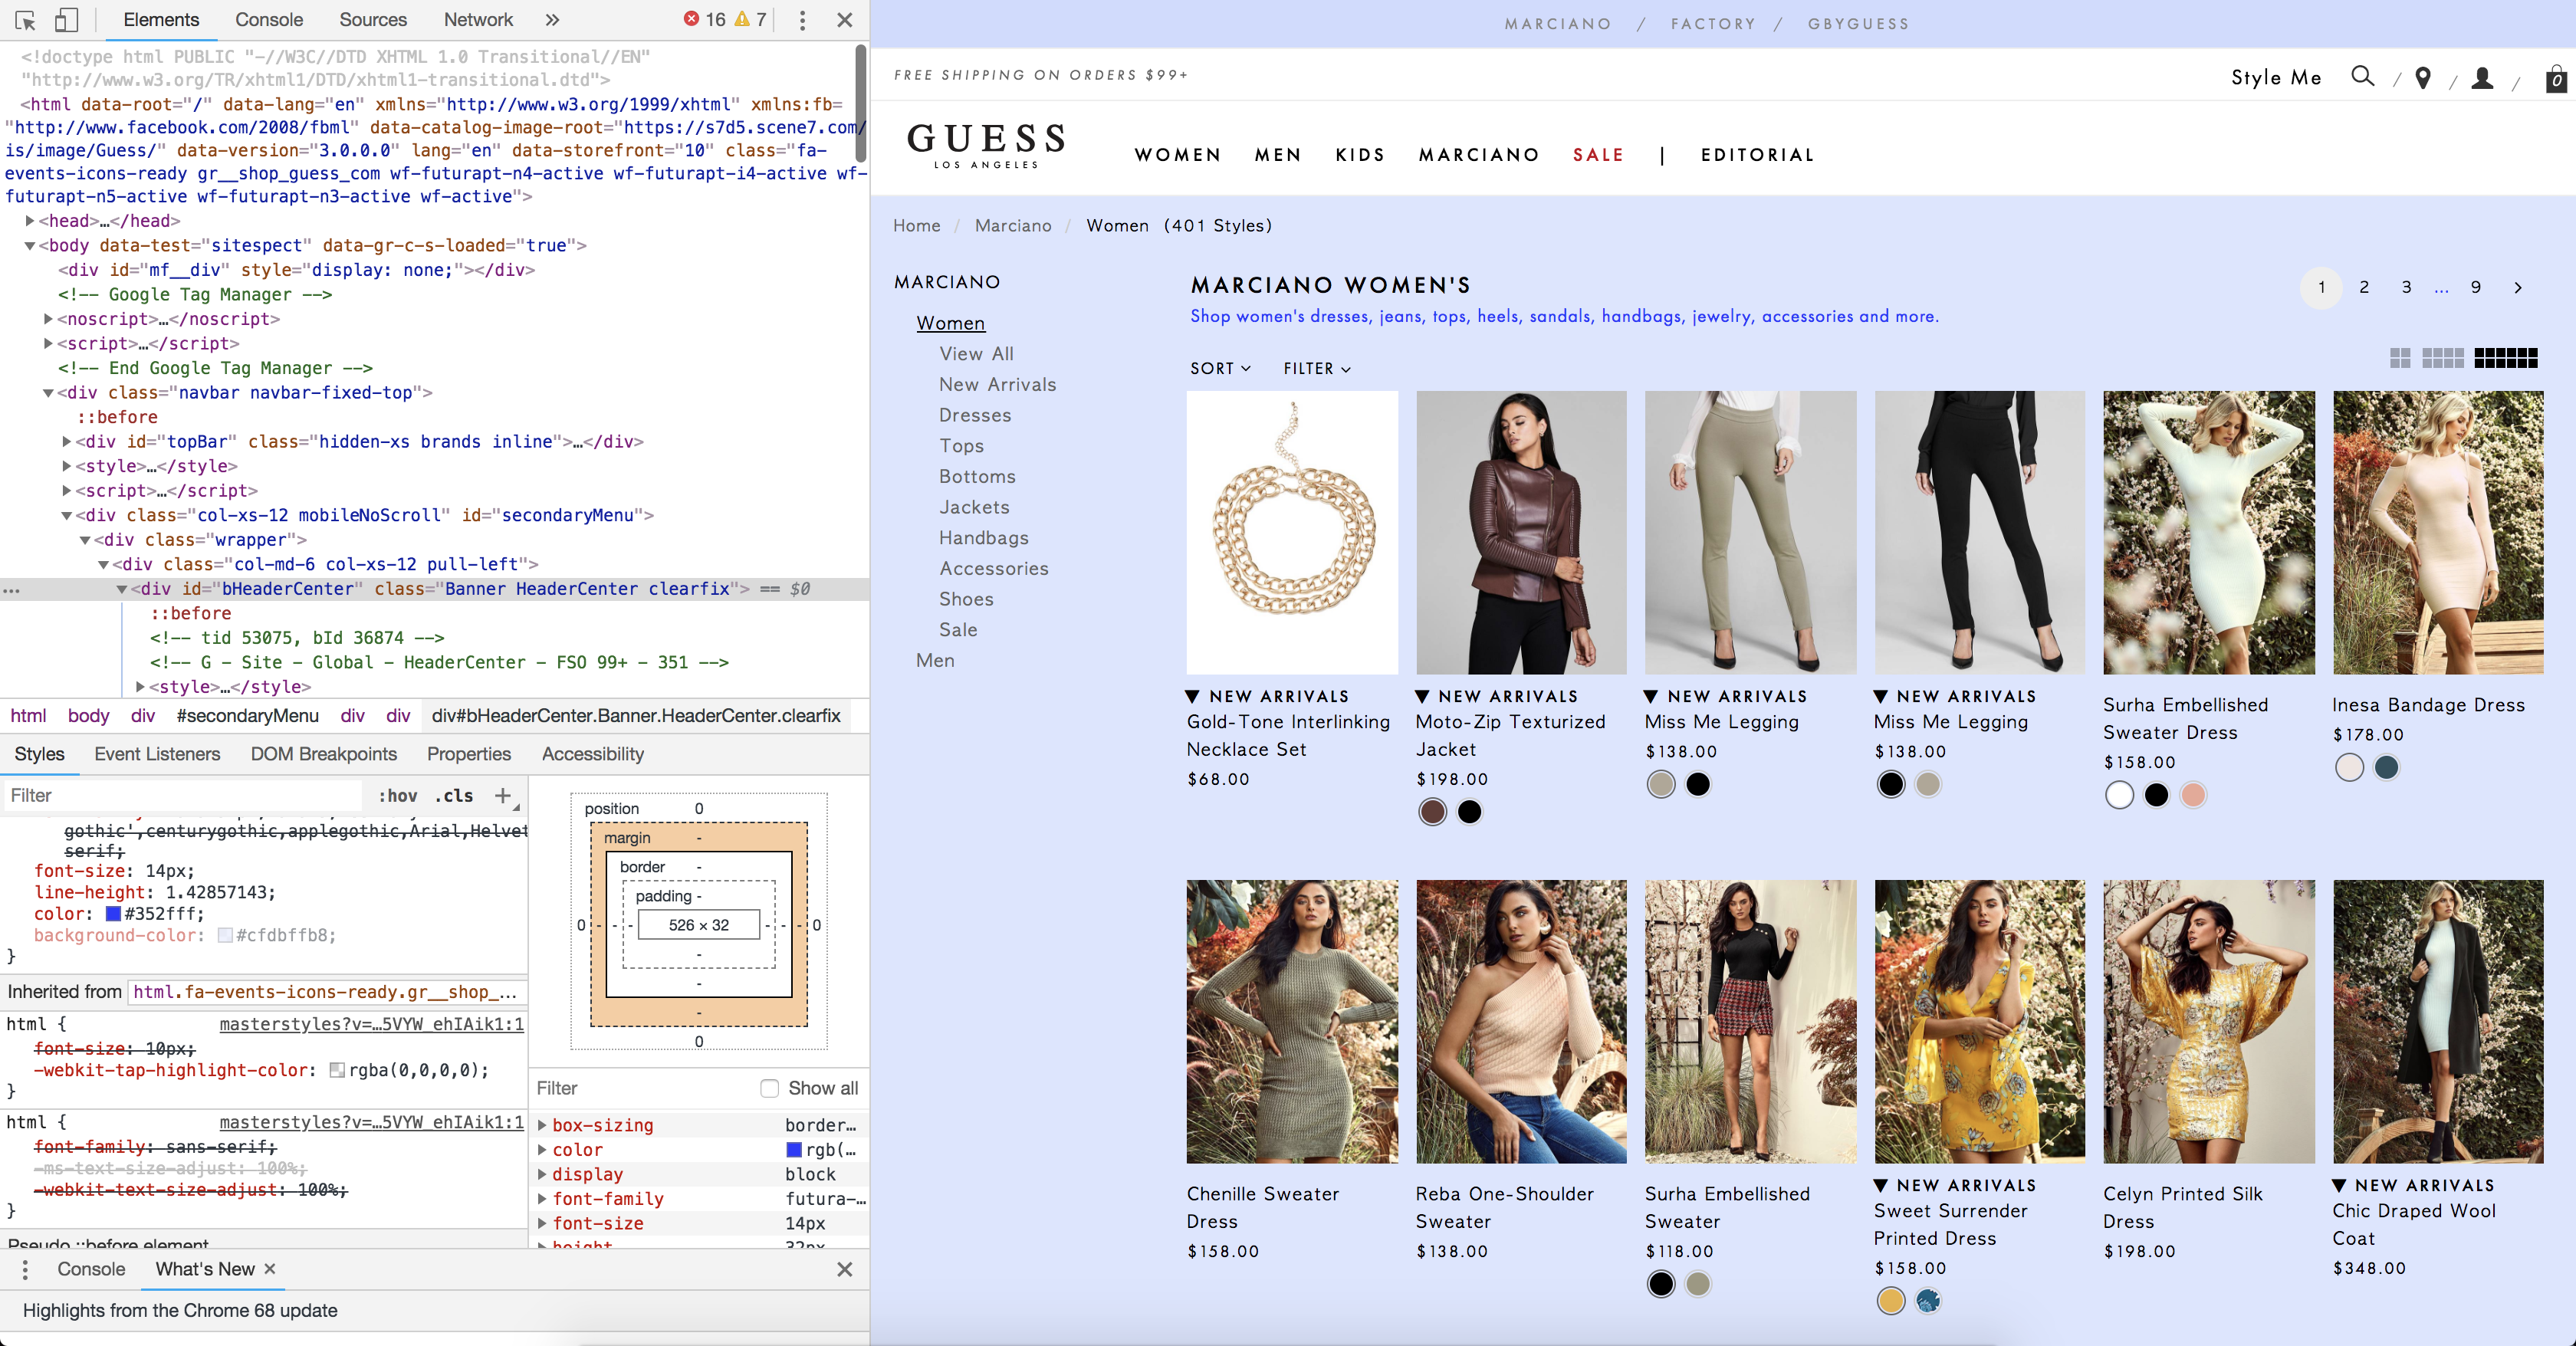 Elements Console Sources Network » 16 7
<!doctype html PUBLIC "-//W3C//DTD XHTML 1.0 Transitional//EN"
"http://www.w3.org/TR/xhtml1/DTD/xhtml1-transitional.dtd">
<html data-root="/" data-lang="en" xmlns="http://www.w3.org/1999/xhtml" xmlns:fb=
"http://www.facebook.com/2008/fbml" data-catalog-image-root="https://s7d5.scene7.com/
is/image/Guess/" data-version="3.0.0.0" lang="en" data-storefront="10" class="fa-
events-icons-ready gr__shop_guess_com wf-futurapt-n4-active wf-futurapt-i4-active wf-
futurapt-n5-active wf-futurapt-n3-active wf-active">
<head>…</head>
<body data-test="sitespect" data-gr-c-s-loaded="true">
<div id="mf__div" style="display: none;"></div>
<!-- Google Tag Manager -->
<noscript>…</noscript>
<script>…</script>
<!-- End Google Tag Manager -->
<div class="navbar navbar-fixed-top">
::before
<div id="topBar" class="hidden-xs brands inline">…</div>
<style>…</style>
<script>…</script>
<div class="col-xs-12 mobileNoScroll" id="secondaryMenu">
<div class="wrapper">
<div class="col-md-6 col-xs-12 pull-left">
… <div id="bHeaderCenter" class="Banner HeaderCenter clearfix"> == $0
::before
<!-- tid 53075, bId 36874 -->
<!-- G - Site - Global - HeaderCenter - FSO 99+ - 351 -->
<style>…</style>
html body div #secondaryMenu div div div#bHeaderCenter.Banner.HeaderCenter.clearfix
Styles Event Listeners DOM Breakpoints Properties Accessibility
Filter :hov .cls +
gothic',centurygothic,applegothic,Arial,Helvet
serif;
font-size: 14px;
line-height: 1.42857143;
color: #352fff;
background-color: #cfdbffb8;
}
Inherited from html.fa-events-icons-ready.gr__shop_...
html { masterstyles?v=…5VYW_ehIAik1:1
font-size: 10px;
-webkit-tap-highlight-color: rgba(0,0,0,0);
}
html { masterstyles?v=…5VYW_ehIAik1:1
font-family: sans-serif;
-ms-text-size-adjust: 100%;
-webkit-text-size-adjust: 100%;
}
Pseudo ::before element
position 0
margin -
border -
padding -
0 - - - 526 × 32 - - - 0
-
-
-
0
Filter Show all
box-sizing border…
color rgb(…
display block
font-family futura-…
font-size 14px
height 32px
Console What's New ×
Highlights from the Chrome 68 update
MARCIANO / FACTORY / GBYGUESS
FREE SHIPPING ON ORDERS $99+
Style Me / / / 0
GUESS
LOS ANGELES
WOMEN MEN KIDS MARCIANO SALE | EDITORIAL
Home / Marciano / Women (401 Styles)
MARCIANO
Women
View All
New Arrivals
Dresses
Tops
Bottoms
Jackets
Handbags
Accessories
Shoes
Sale
Men
MARCIANO WOMEN'S
Shop women's dresses, jeans, tops, heels, sandals, handbags, jewelry, accessories and more.
1 2 3 ... 9 >
SORT FILTER
NEW ARRIVALS
Gold-Tone Interlinking
Necklace Set
$68.00
NEW ARRIVALS
Moto-Zip Texturized
Jacket
$198.00
NEW ARRIVALS
Miss Me Legging
$138.00
NEW ARRIVALS
Miss Me Legging
$138.00
Surha Embellished
Sweater Dress
$158.00
Inesa Bandage Dress
$178.00
Chenille Sweater
Dress
$158.00
Reba One-Shoulder
Sweater
$138.00
Surha Embellished
Sweater
$118.00
NEW ARRIVALS
Sweet Surrender
Printed Dress
$158.00
Celyn Printed Silk
Dress
$198.00
NEW ARRIVALS
Chic Draped Wool
Coat
$348.00